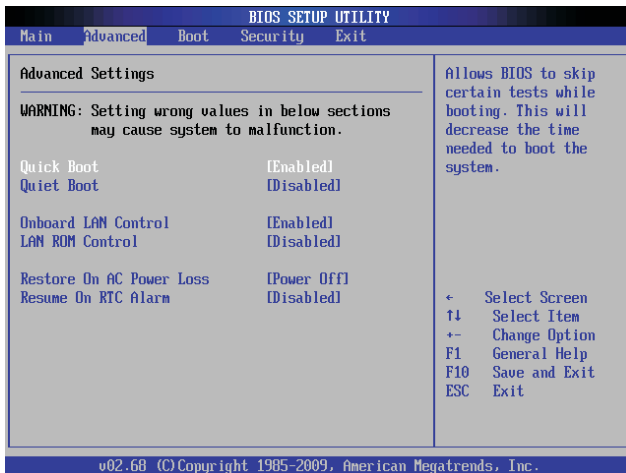 BIOS SETUP UTILITY
Main Advanced Boot Security Exit
Advanced Settings
WARNING: Setting wrong values in below sections
may cause system to malfunction.
Quick Boot [Enabled]
Quiet Boot [Disabled]
Onboard LAN Control [Enabled]
LAN ROM Control [Disabled]
Restore On AC Power Loss [Power Off]
Resume On RTC Alarm [Disabled]
Allows BIOS to skip
certain tests while
booting. This will
decrease the time
needed to boot the
system.
← Select Screen
↑↓ Select Item
+- Change Option
F1 General Help
F10 Save and Exit
ESC Exit
v02.68 (C)Copyright 1985-2009, American Megatrends, Inc.